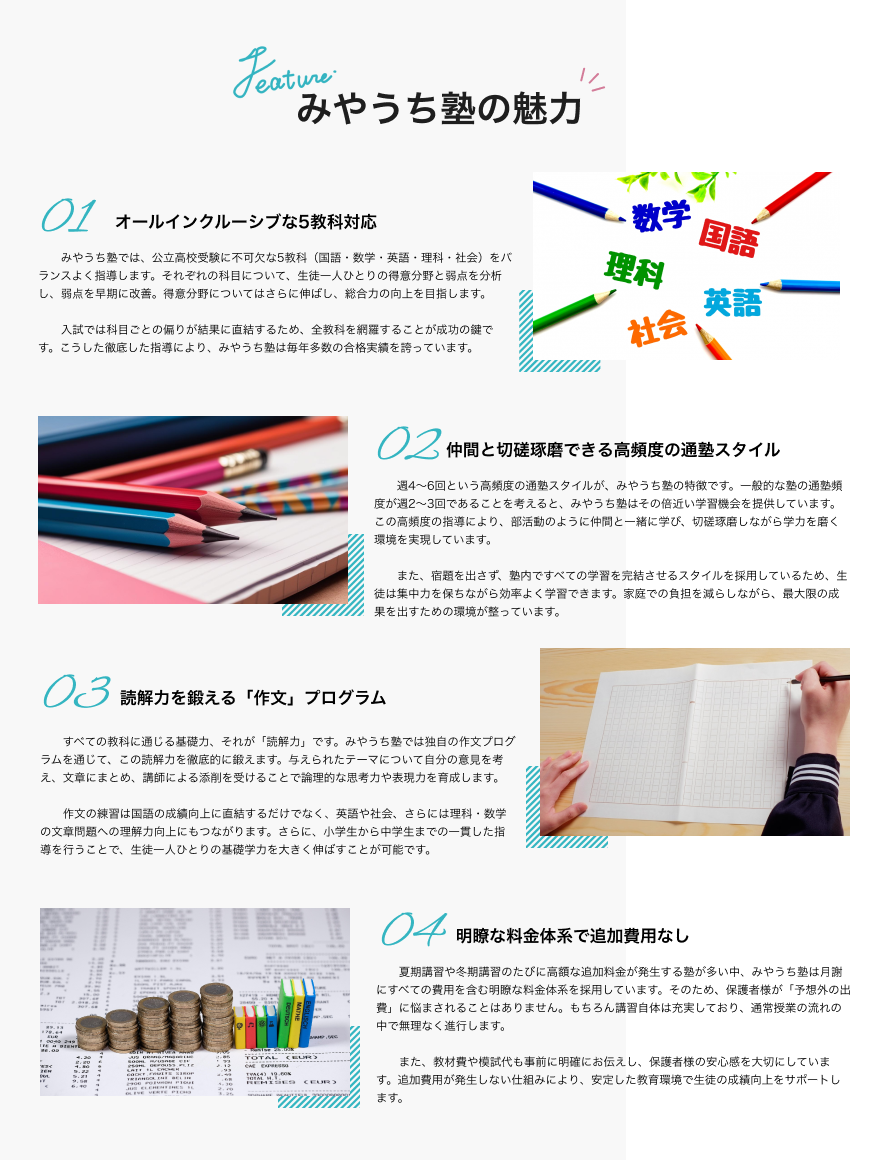 Feature
みやうち塾の魅力
01 オールインクルーシブな5教科対応
みやうち塾では、公立高校受験に不可欠な5教科（国語・数学・英語・理科・社会）をバ
ランスよく指導します。それぞれの科目について、生徒一人ひとりの得意分野と弱点を分析
し、弱点を早期に改善。得意分野についてはさらに伸ばし、総合力の向上を目指します。
入試では科目ごとの偏りが結果に直結するため、全教科を網羅することが成功の鍵で
す。こうした徹底した指導により、みやうち塾は毎年多数の合格実績を誇っています。
数学
国語
理科
英語
社会
02 仲間と切磋琢磨できる高頻度の通塾スタイル
週4〜6回という高頻度の通塾スタイルが、みやうち塾の特徴です。一般的な塾の通塾頻
度が週2〜3回であることを考えると、みやうち塾はその倍近い学習機会を提供しています。
この高頻度の指導により、部活動のように仲間と一緒に学び、切磋琢磨しながら学力を磨く
環境を実現しています。
また、宿題を出さず、塾内ですべての学習を完結させるスタイルを採用しているため、生
徒は集中力を保ちながら効率よく学習できます。家庭での負担を減らしながら、最大限の成
果を出すための環境が整っています。
03 読解力を鍛える「作文」プログラム
すべての教科に通じる基礎力、それが「読解力」です。みやうち塾では独自の作文プログ
ラムを通じて、この読解力を徹底的に鍛えます。与えられたテーマについて自分の意見を考
え、文章にまとめ、講師による添削を受けることで論理的な思考力や表現力を育成します。
作文の練習は国語の成績向上に直結するだけでなく、英語や社会、さらには理科・数学
の文章問題への理解力向上にもつながります。さらに、小学生から中学生までの一貫した指
導を行うことで、生徒一人ひとりの基礎学力を大きく伸ばすことが可能です。
04 明瞭な料金体系で追加費用なし
夏期講習や冬期講習のたびに高額な追加料金が発生する塾が多い中、みやうち塾は月謝
にすべての費用を含む明瞭な料金体系を採用しています。そのため、保護者様が「予想外の出
費」に悩まされることはありません。もちろん講習自体は充実しており、通常授業の流れの
中で無理なく進行します。
また、教材費や模試代も事前に明確にお伝えし、保護者様の安心感を大切にしていま
す。追加費用が発生しない仕組みにより、安定した教育環境で生徒の成績向上をサポートし
ます。
TOTAL (EUR)
CAI EXPRESSO
REMISES (EUR)